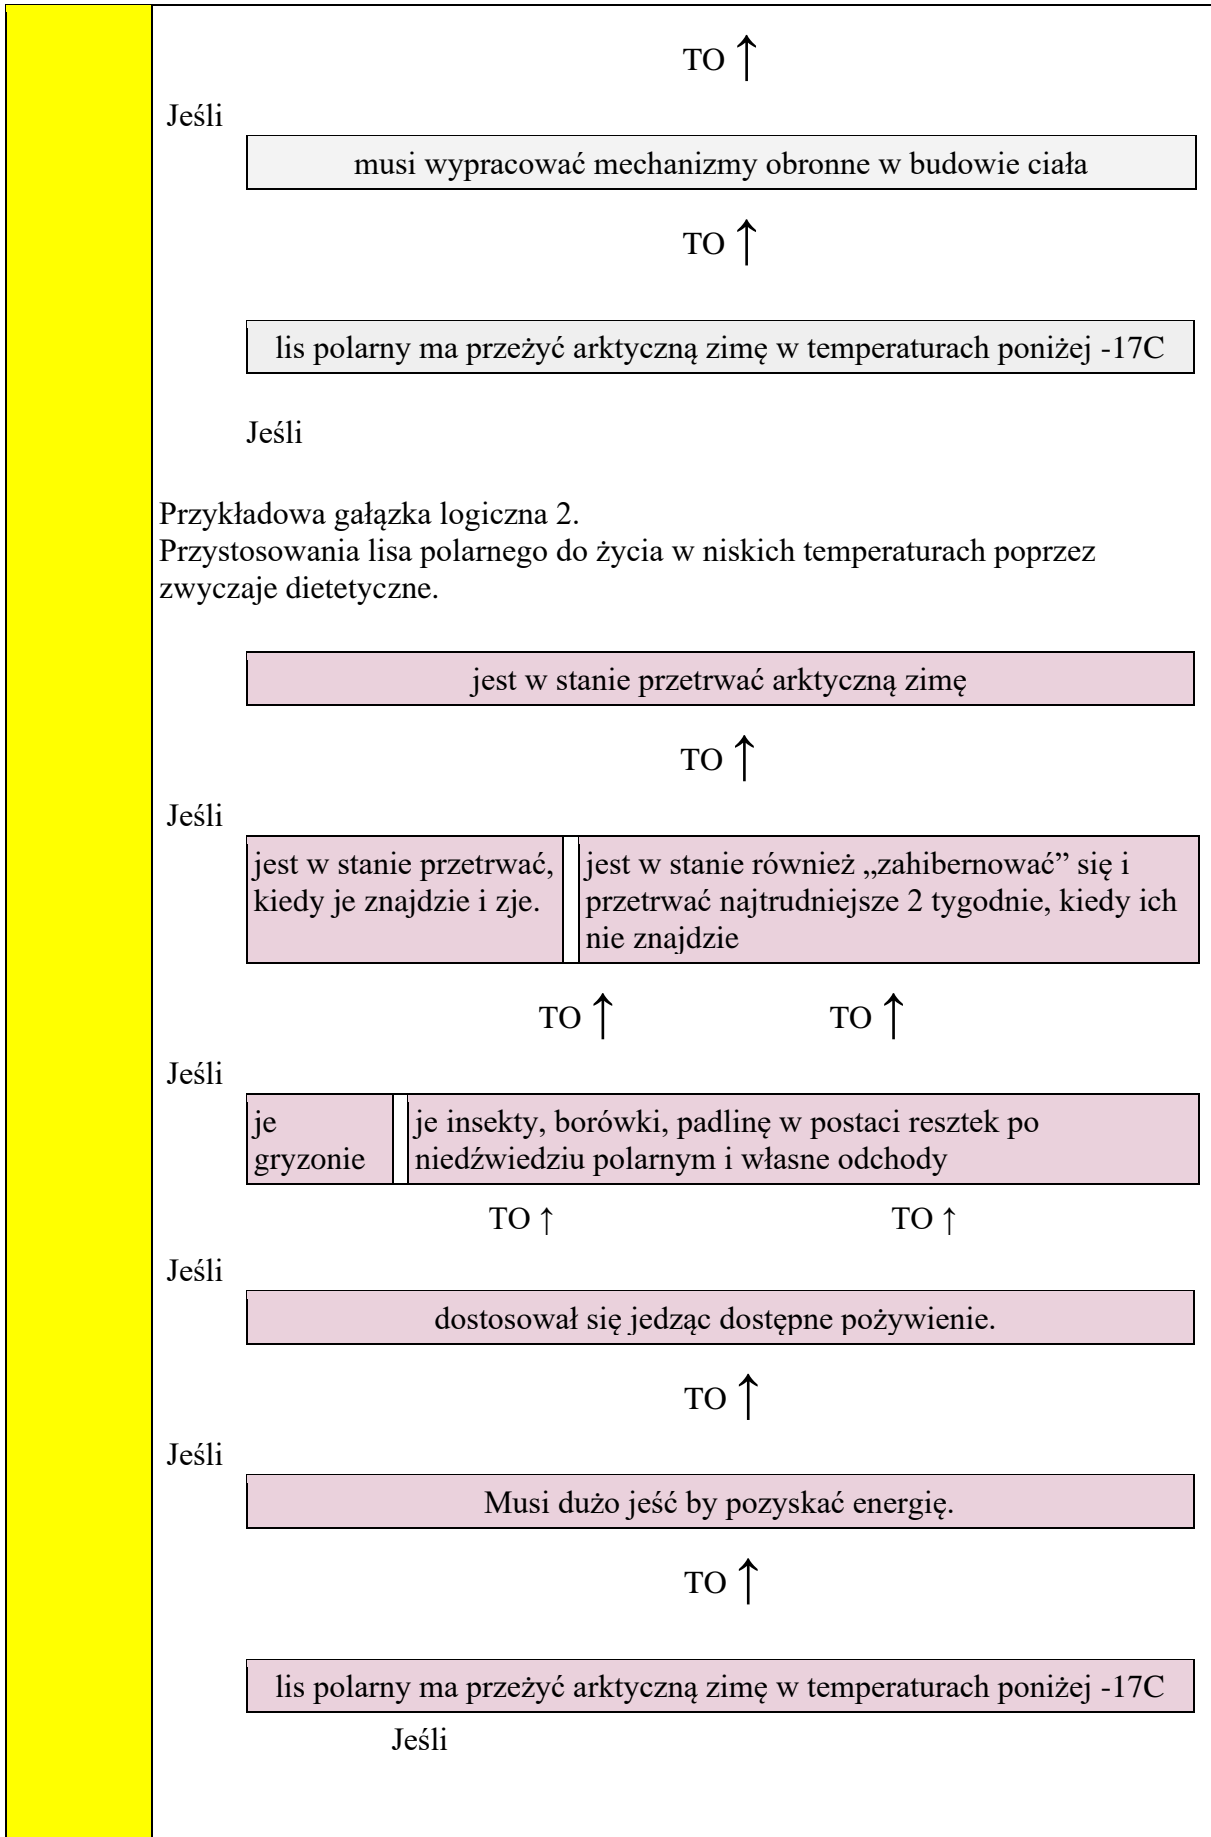 TO ↑
Jeśli
musi wypracować mechanizmy obronne w budowie ciała
TO ↑
lis polarny ma przeżyć arktyczną zimę w temperaturach poniżej -17C
Jeśli
Przykładowa gałązka logiczna 2.
Przystosowania lisa polarnego do życia w niskich temperaturach poprzez
zwyczaje dietetyczne.
jest w stanie przetrwać arktyczną zimę
TO ↑
Jeśli
jest w stanie przetrwać,
kiedy je znajdzie i zje.
jest w stanie również „zahibernować” się i
przetrwać najtrudniejsze 2 tygodnie, kiedy ich
nie znajdzie
TO ↑ TO ↑
Jeśli
je
gryzonie
je insekty, borówki, padlinę w postaci resztek po
niedźwiedziu polarnym i własne odchody
TO ↑ TO ↑
Jeśli
dostosował się jedząc dostępne pożywienie.
TO ↑
Jeśli
Musi dużo jeść by pozyskać energię.
TO ↑
lis polarny ma przeżyć arktyczną zimę w temperaturach poniżej -17C
Jeśli